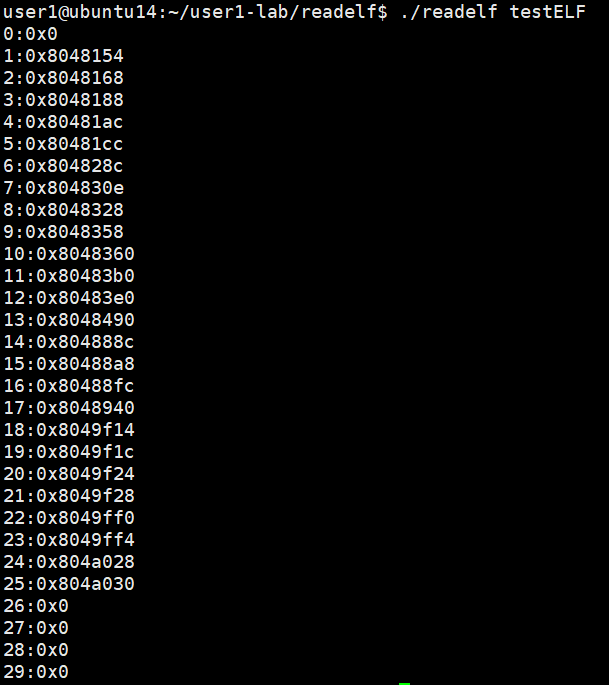 user1@ubuntu14:~/user1-lab/readelf$ ./readelf testELF
0:0x0
1:0x8048154
2:0x8048168
3:0x8048188
4:0x80481ac
5:0x80481cc
6:0x804828c
7:0x804830e
8:0x8048328
9:0x8048358
10:0x8048360
11:0x80483b0
12:0x80483e0
13:0x8048490
14:0x804888c
15:0x80488a8
16:0x80488fc
17:0x8048940
18:0x8049f14
19:0x8049f1c
20:0x8049f24
21:0x8049f28
22:0x8049ff0
23:0x8049ff4
24:0x804a028
25:0x804a030
26:0x0
27:0x0
28:0x0
29:0x0